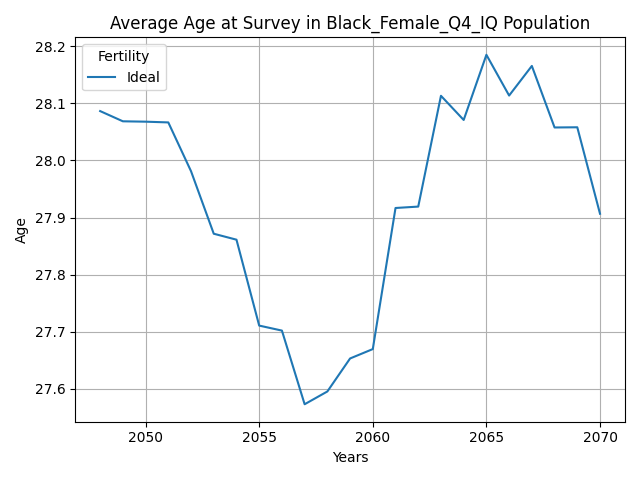 Average Age at Survey in Black_Female_Q4_IQ Population
Fertility
Ideal
28.2
28.1
28.0
27.9
27.8
27.7
27.6
Age
2050 2055 2060 2065 2070
Years